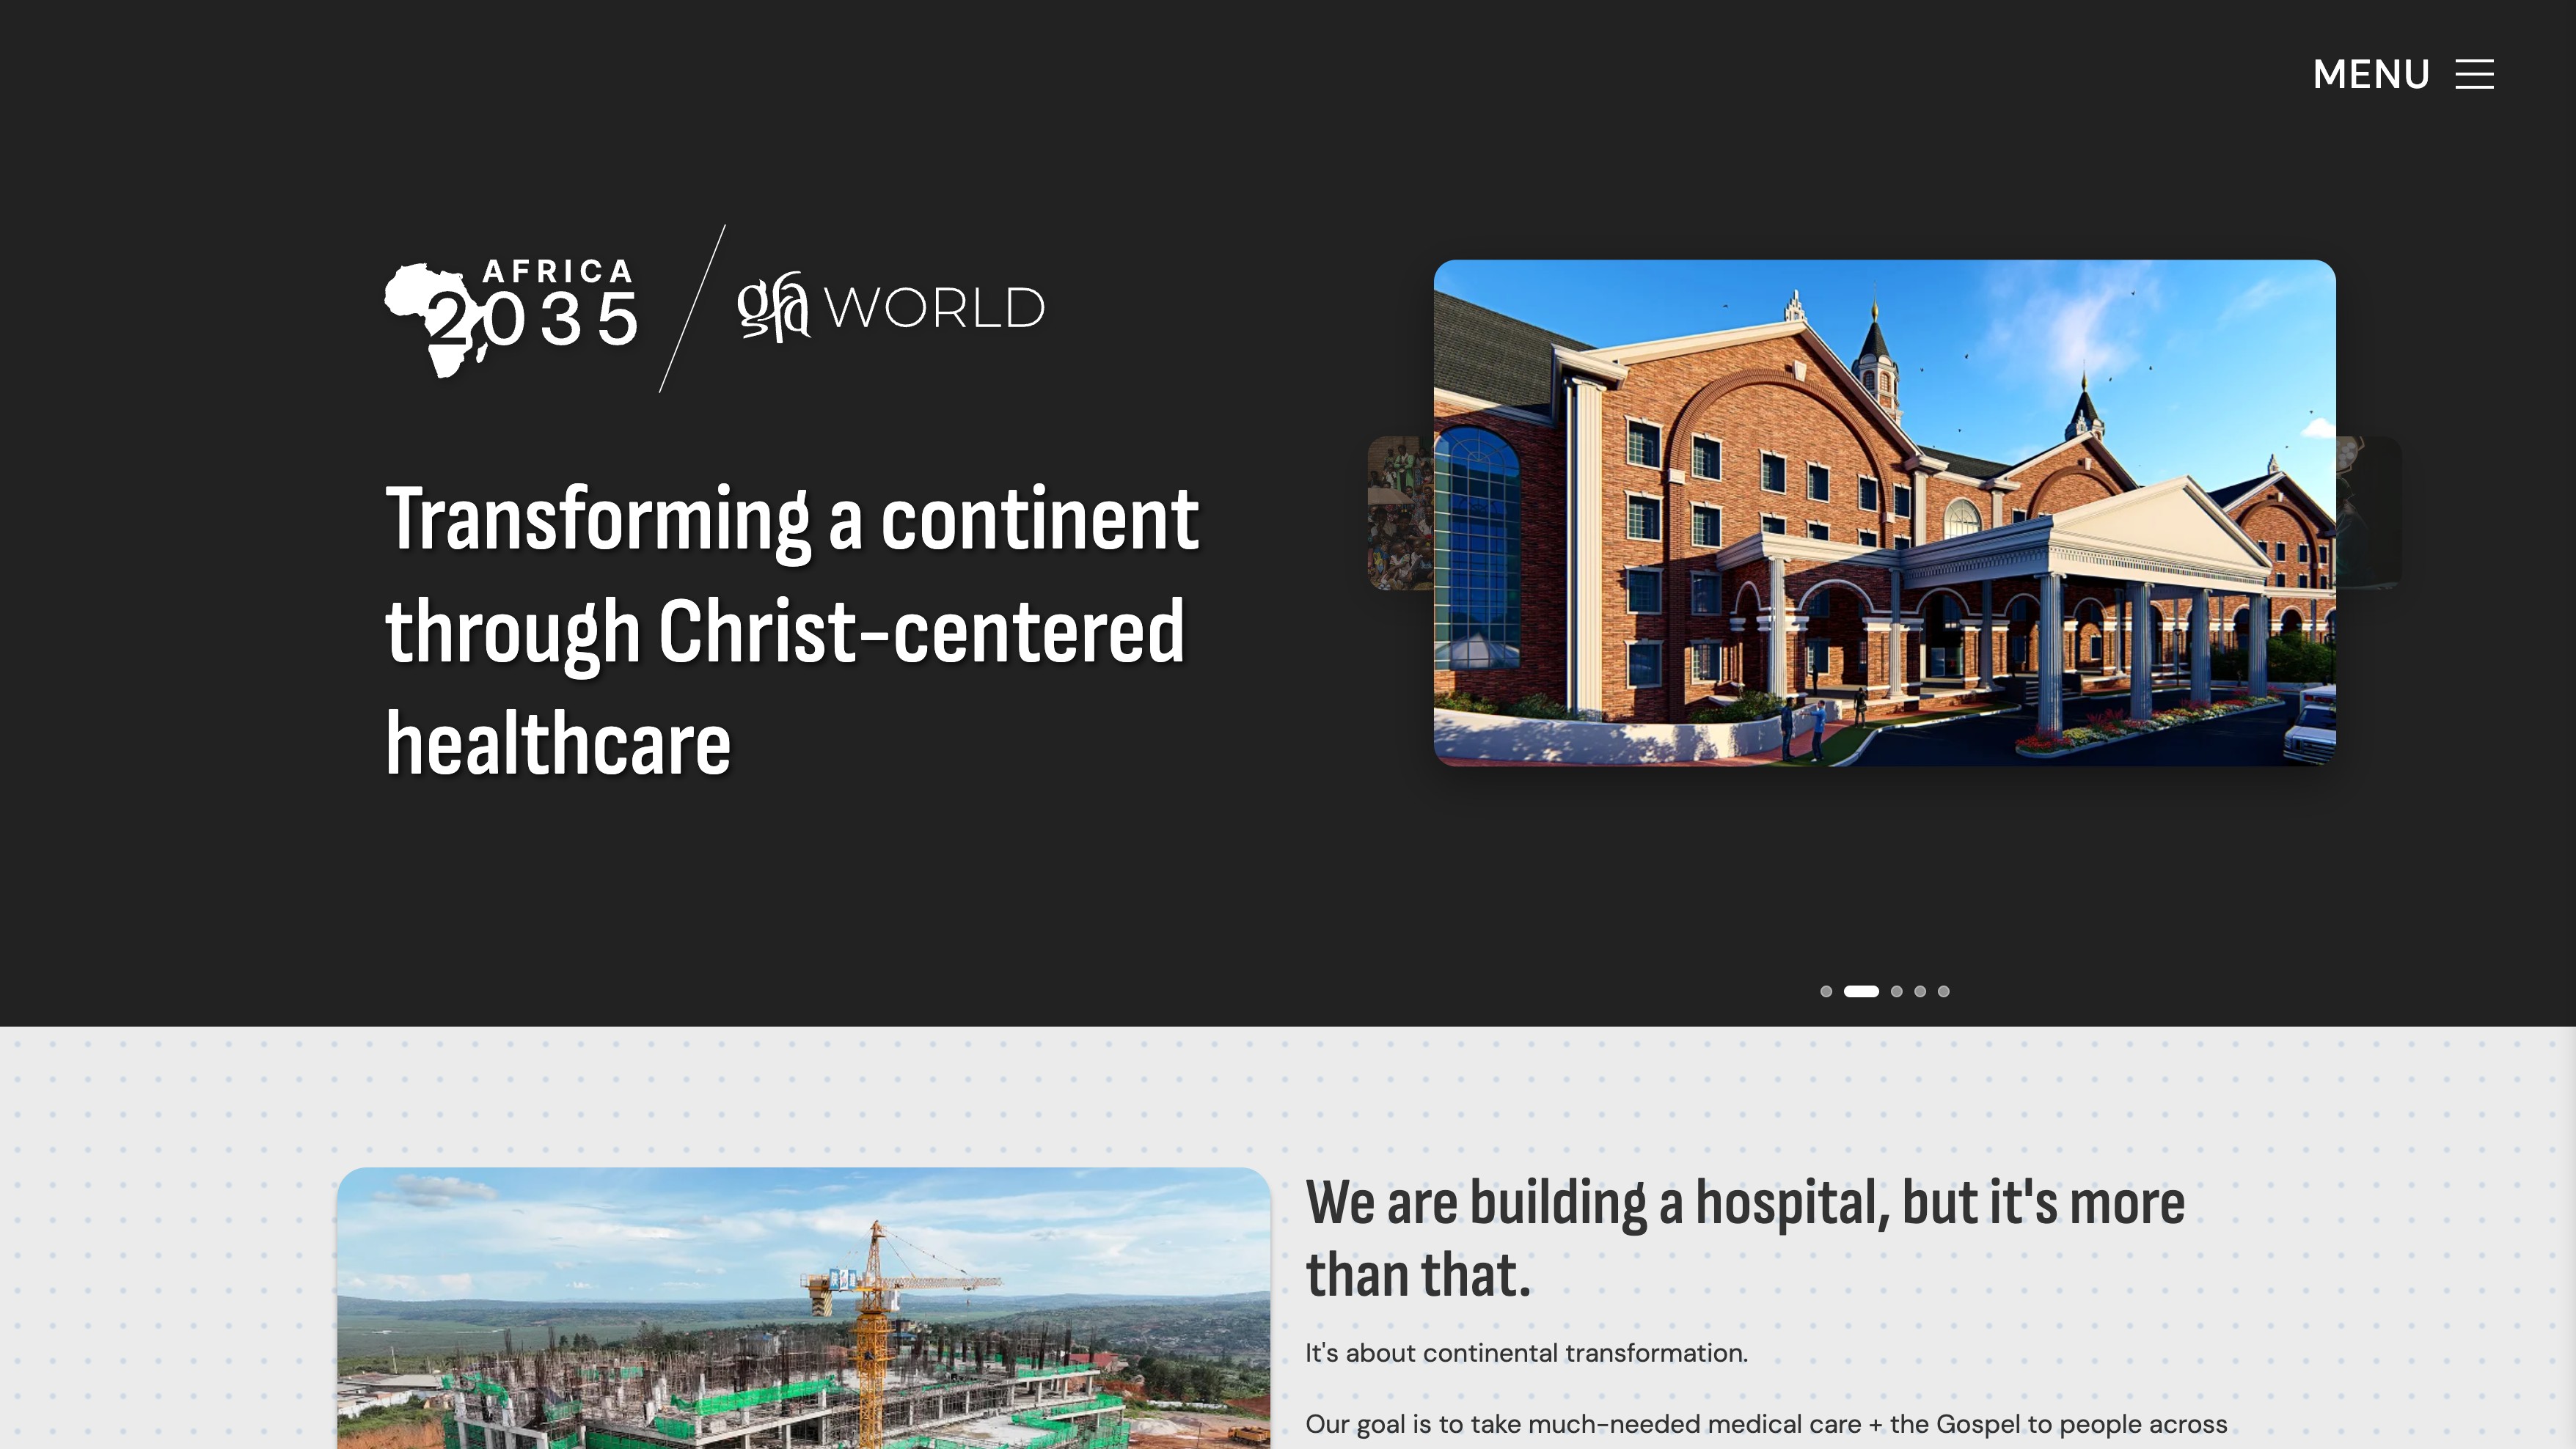 MENU
AFRICA
2035
gfa WORLD
Transforming a continent
through Christ-centered
healthcare
We are building a hospital, but it's more
than that.
It's about continental transformation.
Our goal is to take much-needed medical care + the Gospel to people across